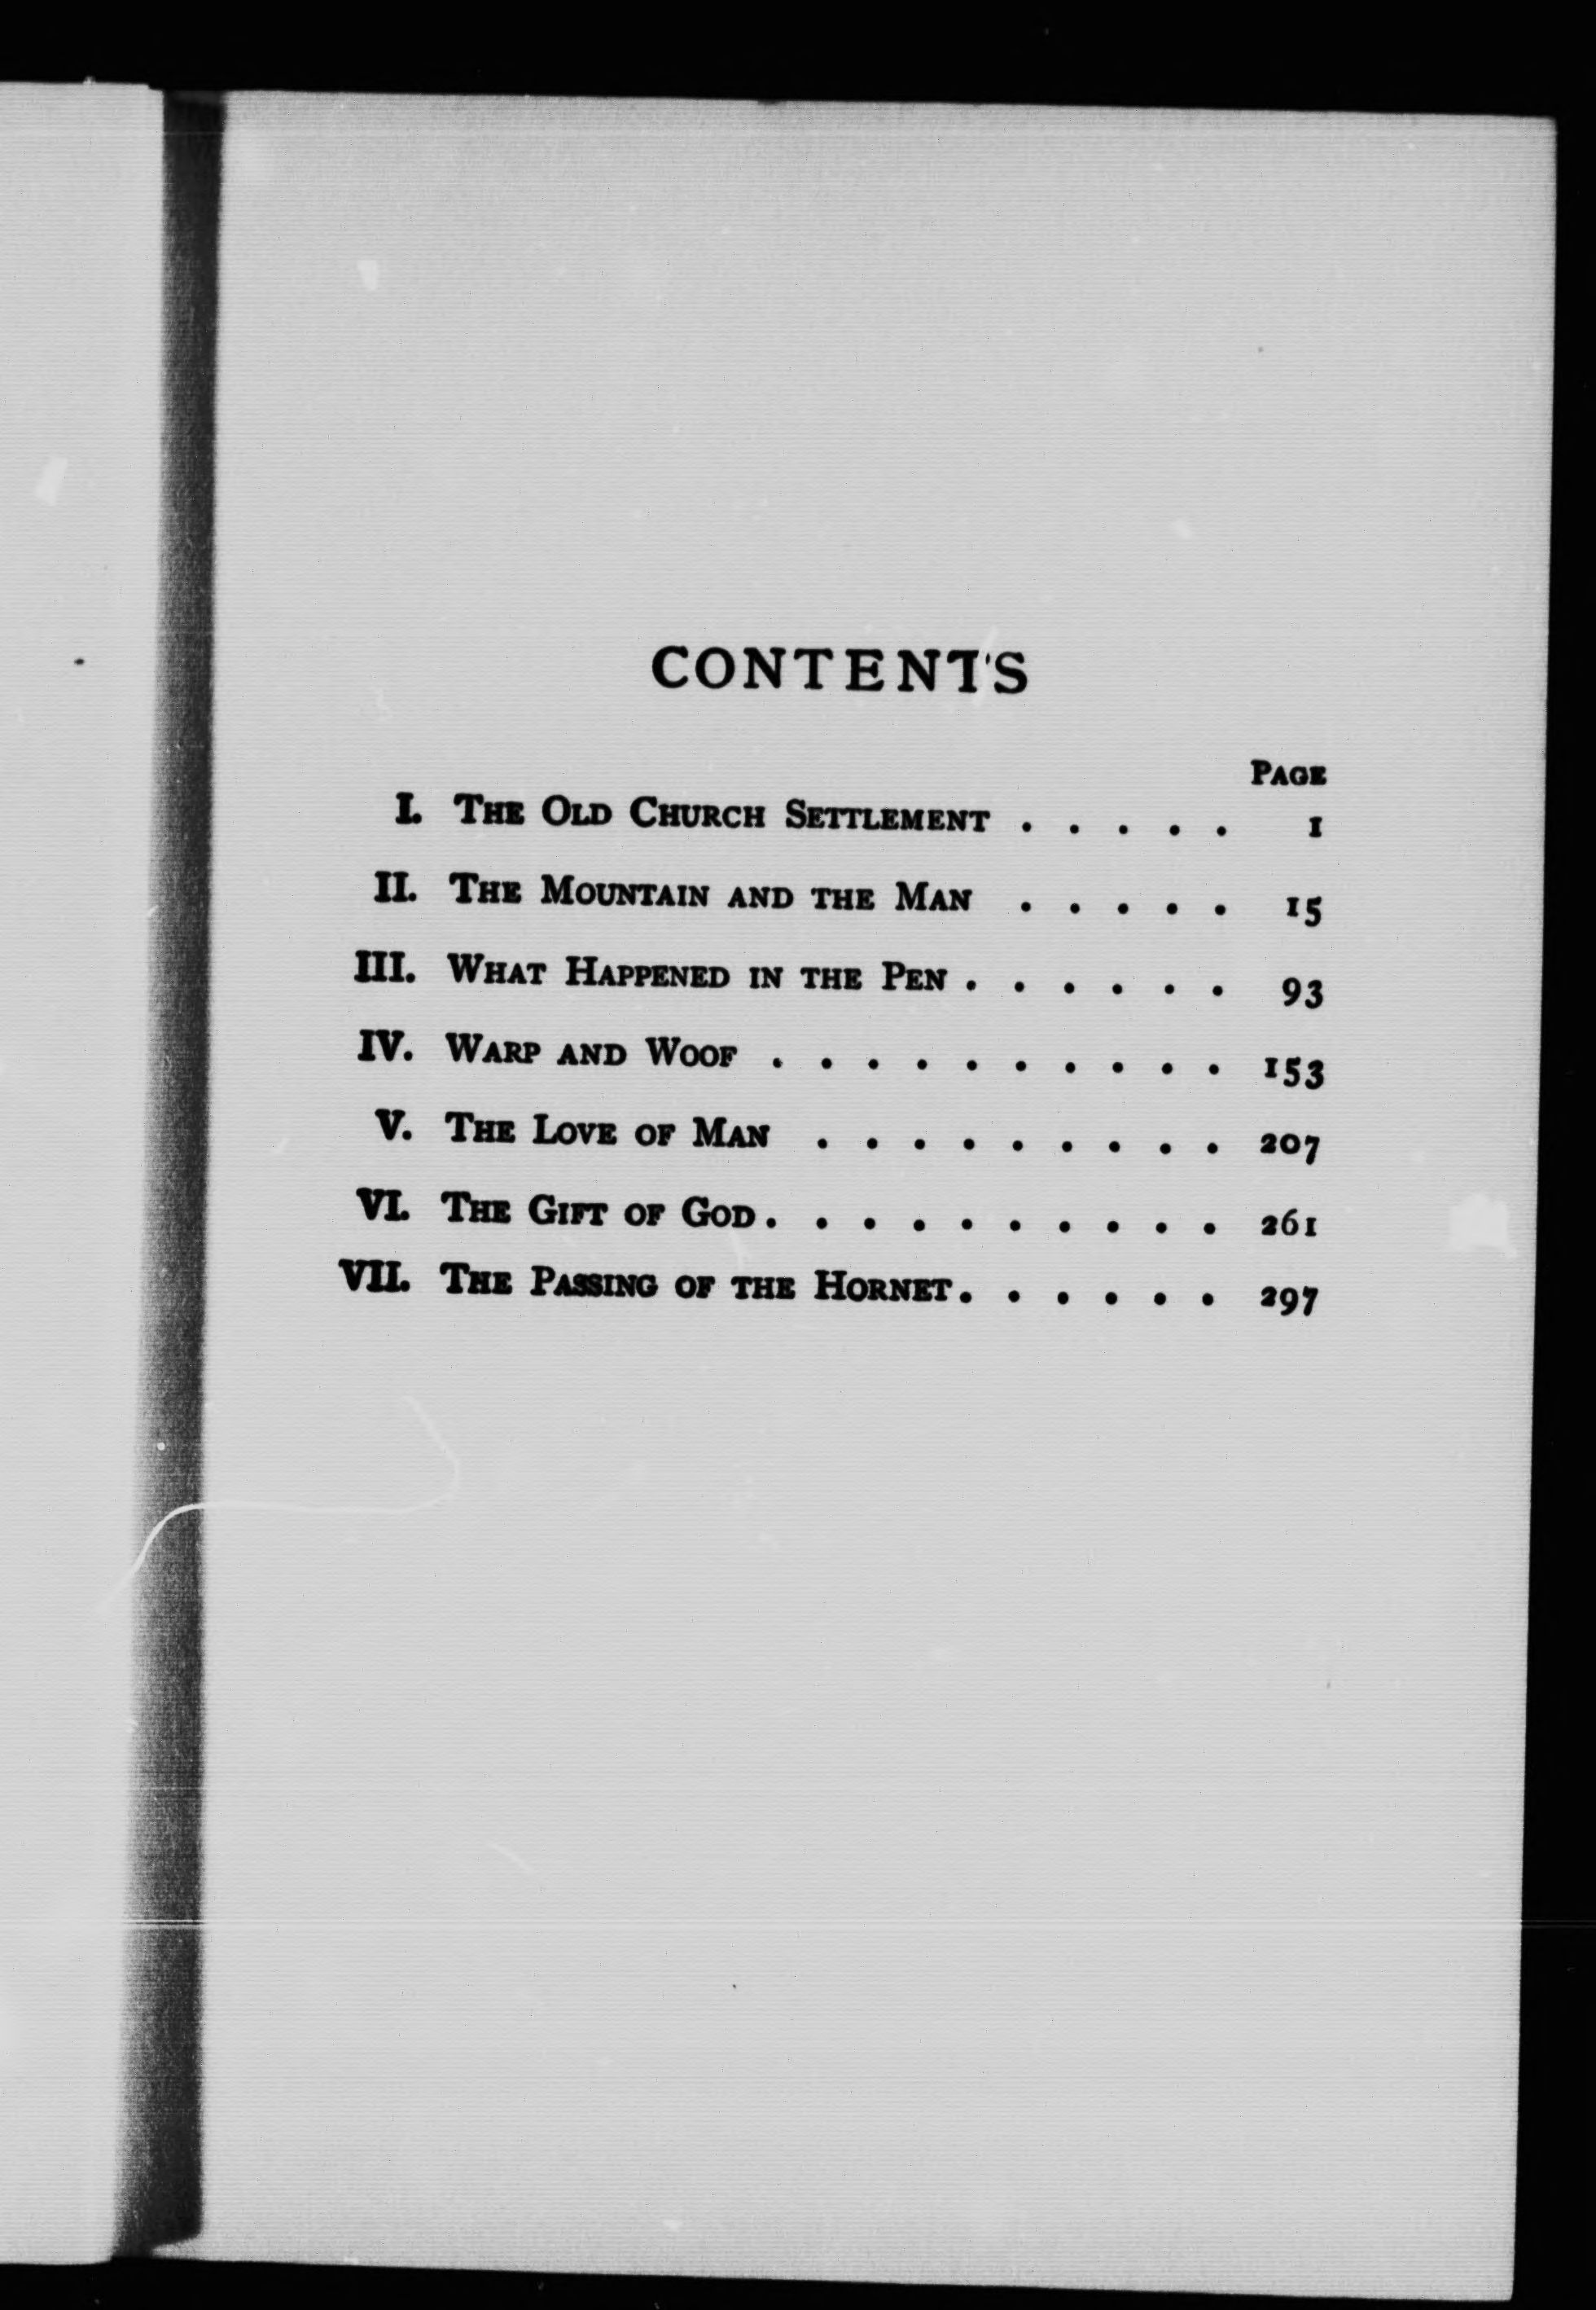 CONTENTS
PAGE
I. THE OLD CHURCH SETTLEMENT . . . . . 1
II. THE MOUNTAIN AND THE MAN . . . . . 15
III. WHAT HAPPENED IN THE PEN . . . . . . 93
IV. WARP AND WOOF . . . . . . . . . . 153
V. THE LOVE OF MAN . . . . . . . . . 207
VI. THE GIFT OF GOD . . . . . . . . . . 261
VII. THE PASSING OF THE HORNET . . . . . . 297